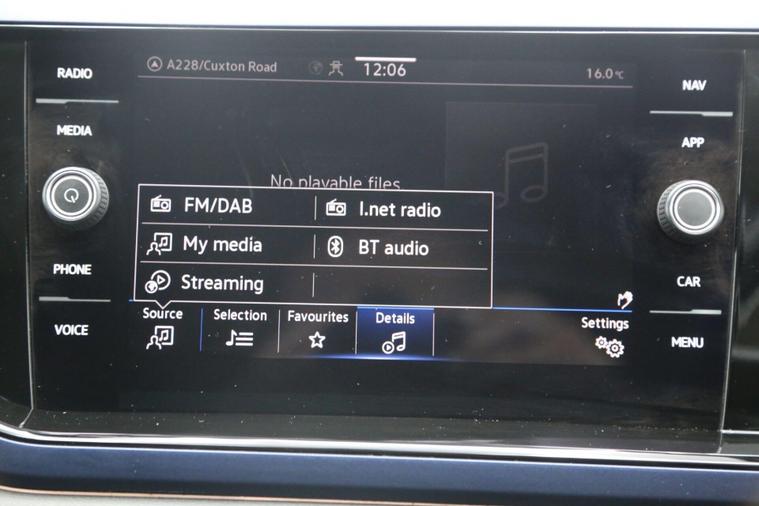 RADIO
A228/Cuxton Road
12:06
16.0°C
NAV
MEDIA
APP
No playable files
FM/DAB
I.net radio
My media
BT audio
Streaming
PHONE
CAR
Source
Selection
Favourites
Details
Settings
VOICE
MENU